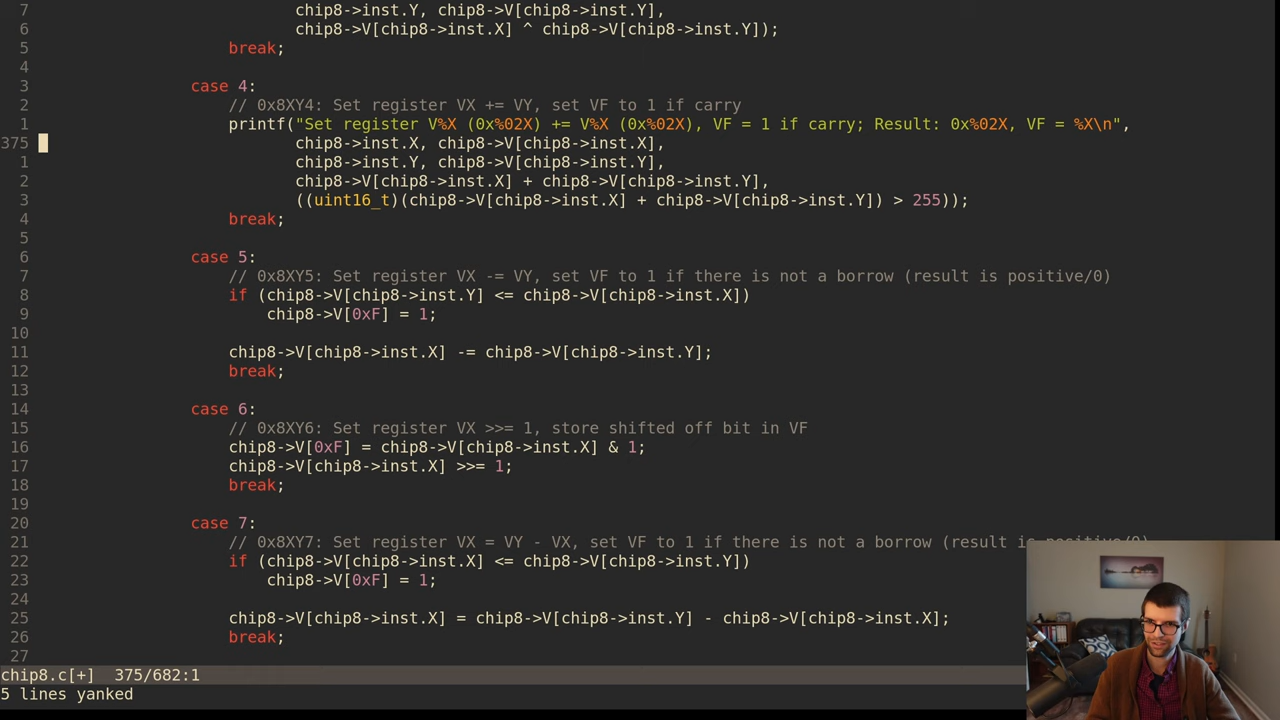 7 chip8->inst.Y, chip8->V[chip8->inst.Y],
6 chip8->V[chip8->inst.X] ^ chip8->V[chip8->inst.Y]);
5 break;
4
3 case 4:
2 // 0x8XY4: Set register VX += VY, set VF to 1 if carry
1 printf("Set register V%X (0x%02X) += V%X (0x%02X), VF = 1 if carry; Result: 0x%02X, VF = %X\n",
375 chip8->inst.X, chip8->V[chip8->inst.X],
1 chip8->inst.Y, chip8->V[chip8->inst.Y],
2 chip8->V[chip8->inst.X] + chip8->V[chip8->inst.Y],
3 ((uint16_t)(chip8->V[chip8->inst.X] + chip8->V[chip8->inst.Y]) > 255));
4 break;
5
6 case 5:
7 // 0x8XY5: Set register VX -= VY, set VF to 1 if there is not a borrow (result is positive/0)
8 if (chip8->V[chip8->inst.Y] <= chip8->V[chip8->inst.X])
9 chip8->V[0xF] = 1;
10
11 chip8->V[chip8->inst.X] -= chip8->V[chip8->inst.Y];
12 break;
13
14 case 6:
15 // 0x8XY6: Set register VX >>= 1, store shifted off bit in VF
16 chip8->V[0xF] = chip8->V[chip8->inst.X] & 1;
17 chip8->V[chip8->inst.X] >>= 1;
18 break;
19
20 case 7:
21 // 0x8XY7: Set register VX = VY - VX, set VF to 1 if there is not a borrow (result is
22 if (chip8->V[chip8->inst.X] <= chip8->V[chip8->inst.Y])
23 chip8->V[0xF] = 1;
24
25 chip8->V[chip8->inst.X] = chip8->V[chip8->inst.Y] - chip8->V[chip8->inst.X];
26 break;
27
chip8.c[+] 375/682:1
5 lines yanked